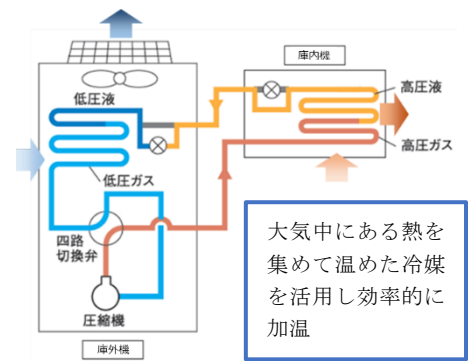 庫内機
低圧液
高圧液
高圧ガス
低圧ガス
四路
切換弁
圧縮機
庫外機
大気中にある熱を
集めて温めた冷媒
を活用し効率的に
加温